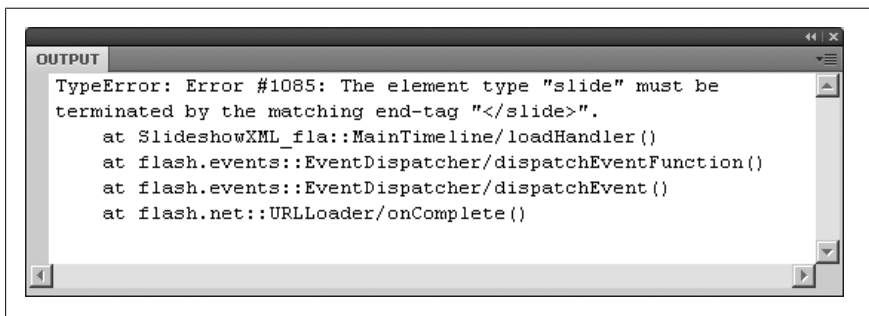 OUTPUT
TypeError: Error #1085: The element type "slide" must be
terminated by the matching end-tag "</slide>".
at SlideshowXML_fla::MainTimeline/loadHandler()
at flash.events::EventDispatcher/dispatchEventFunction()
at flash.events::EventDispatcher/dispatchEvent()
at flash.net::URLLoader/onComplete()